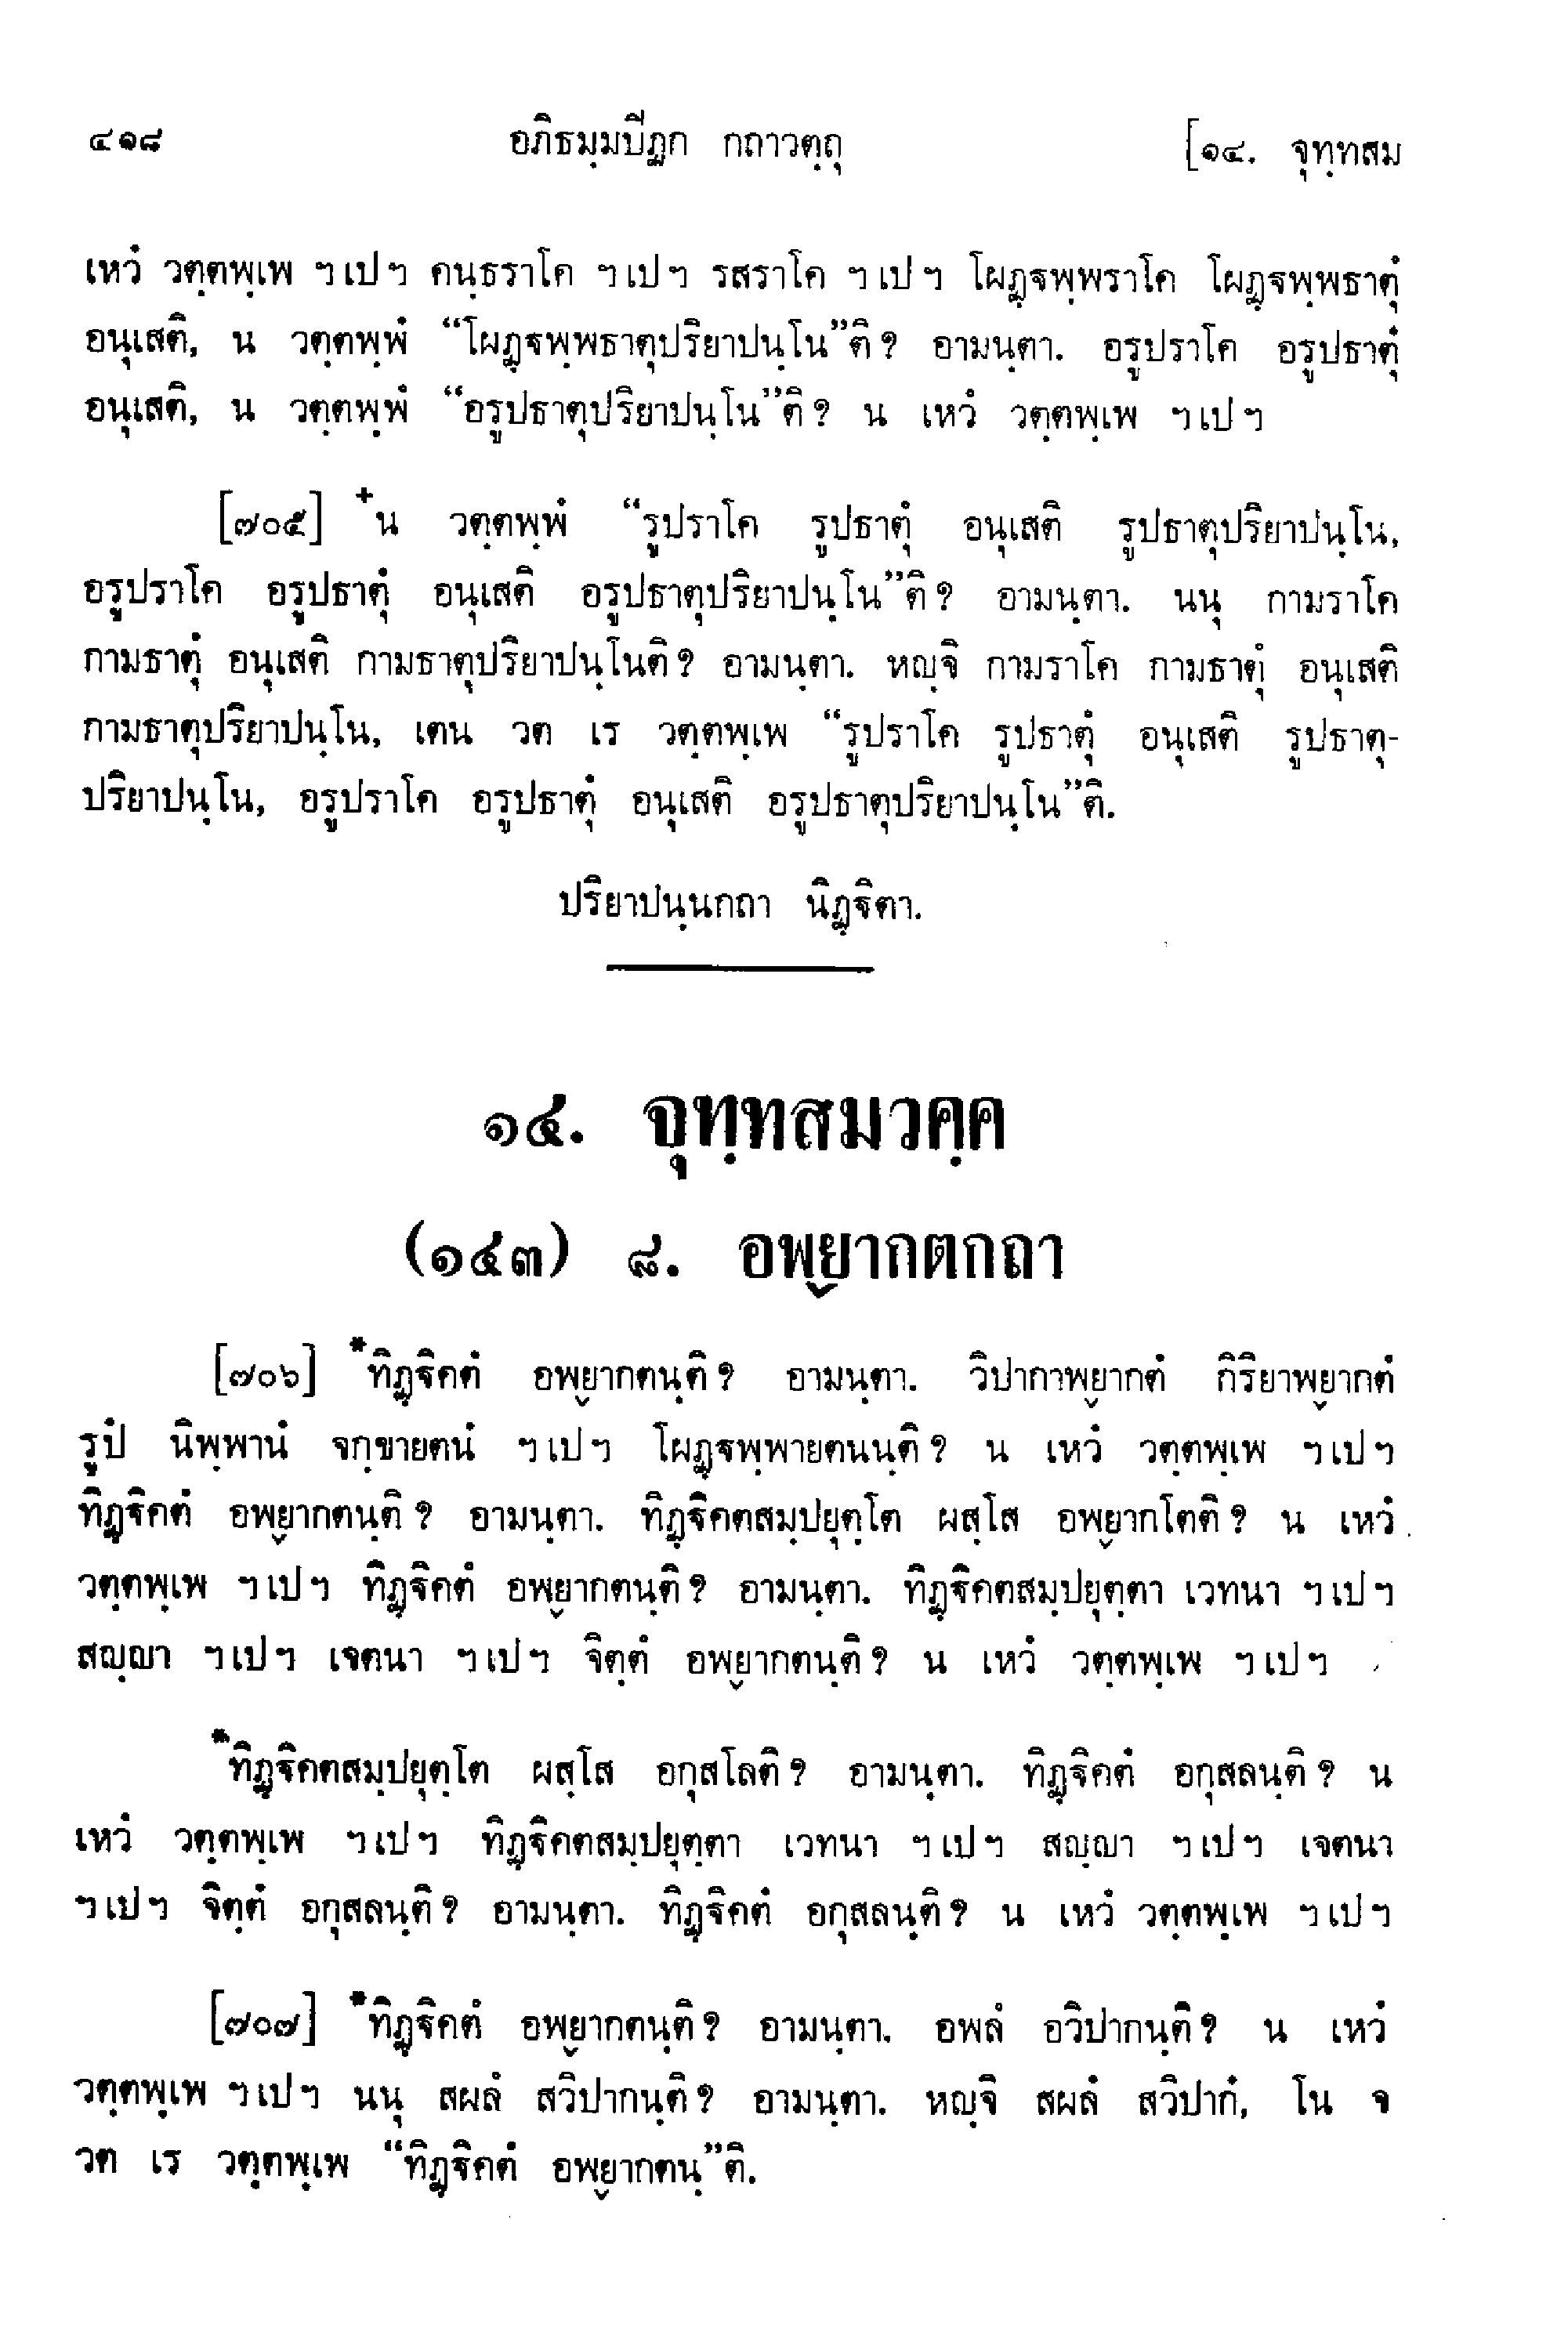 ๔๑๘ อภิธมฺมปีฏก กถาวตฺถุ [๑๔. จุทฺทสม
เหวํ วตฺตพฺเพ ฯเปฯ คนฺธราโค ฯเปฯ รสราโค ฯเปฯ โผฏฺฐพฺพราโค โผฏฺฐพฺพธาตุํ
อนุเสติ, น วตฺตพฺพํ “โผฏฺฐพฺพธาตุปริยาปนฺโน”ติ? อามนฺตา. อรูปราโค อรูปธาตุํ
อนุเสติ, น วตฺตพฺพํ “อรูปธาตุปริยาปนฺโน”ติ? น เหวํ วตฺตพฺเพ ฯเปฯ
[๗๐๕] +น วตฺตพฺพํ “รูปราโค รูปธาตุํ อนุเสติ รูปธาตุปริยาปนฺโน,
อรูปราโค อรูปธาตุํ อนุเสติ อรูปธาตุปริยาปนฺโน”ติ? อามนฺตา. นนุ กามราโค
กามธาตุํ อนุเสติ กามธาตุปริยาปนฺโนติ? อามนฺตา. หญฺจิ กามราโค กามธาตุํ อนุเสติ
กามธาตุปริยาปนฺโน, เตน วต เร วตฺตพฺเพ “รูปราโค รูปธาตุํ อนุเสติ รูปธาตุ-
ปริยาปนฺโน, อรูปราโค อรูปธาตุํ อนุเสติ อรูปธาตุปริยาปนฺโน”ติ.
ปริยาปนฺนกถา นิฏฺฐิตา.
๑๔. จุทฺทสมวคฺค
(๑๔๓) ๘. อพฺยากตกถา
[๗๐๖] *ทิฏฺฐิคตํ อพฺยากตนฺติ? อามนฺตา. วิปากาพฺยากตํ กิริยาพฺยากตํ
รูปํ นิพฺพานํ จกฺขายตนํ ฯเปฯ โผฏฺฐพฺพายตนนฺติ? น เหวํ วตฺตพฺเพ ฯเปฯ
ทิฏฺฐิคตํ อพฺยากตนฺติ? อามนฺตา. ทิฏฺฐิคตสมฺปยุตฺโต ผสฺโส อพฺยากโตติ? น เหวํ
วตฺตพฺเพ ฯเปฯ ทิฏฺฐิคตํ อพฺยากตนฺติ? อามนฺตา. ทิฏฺฐิคตสมฺปยุตฺตา เวทนา ฯเปฯ
สญฺญา ฯเปฯ เจตนา ฯเปฯ จิตฺตํ อพฺยากตนฺติ? น เหวํ วตฺตพฺเพ ฯเปฯ
*ทิฏฺฐิคตสมฺปยุตฺโต ผสฺโส อกุสโลติ? อามนฺตา. ทิฏฺฐิคตํ อกุสลนฺติ? น
เหวํ วตฺตพฺเพ ฯเปฯ ทิฏฺฐิคตสมฺปยุตฺตา เวทนา ฯเปฯ สญฺญา ฯเปฯ เจตนา
ฯเปฯ จิตฺตํ อกุสลนฺติ? อามนฺตา. ทิฏฺฐิคตํ อกุสลนฺติ? น เหวํ วตฺตพฺเพ ฯเปฯ
[๗๐๗] *ทิฏฺฐิคตํ อพฺยากตนฺติ? อามนฺตา. อพลํ อวิปากนฺติ? น เหวํ
วตฺตพฺเพ ฯเปฯ นนุ สผลํ สวิปากนฺติ? อามนฺตา. หญฺจิ สผลํ สวิปากํ, โน จ
วต เร วตฺตพฺเพ “ทิฏฺฐิคตํ อพฺยากตนฺ”ติ.